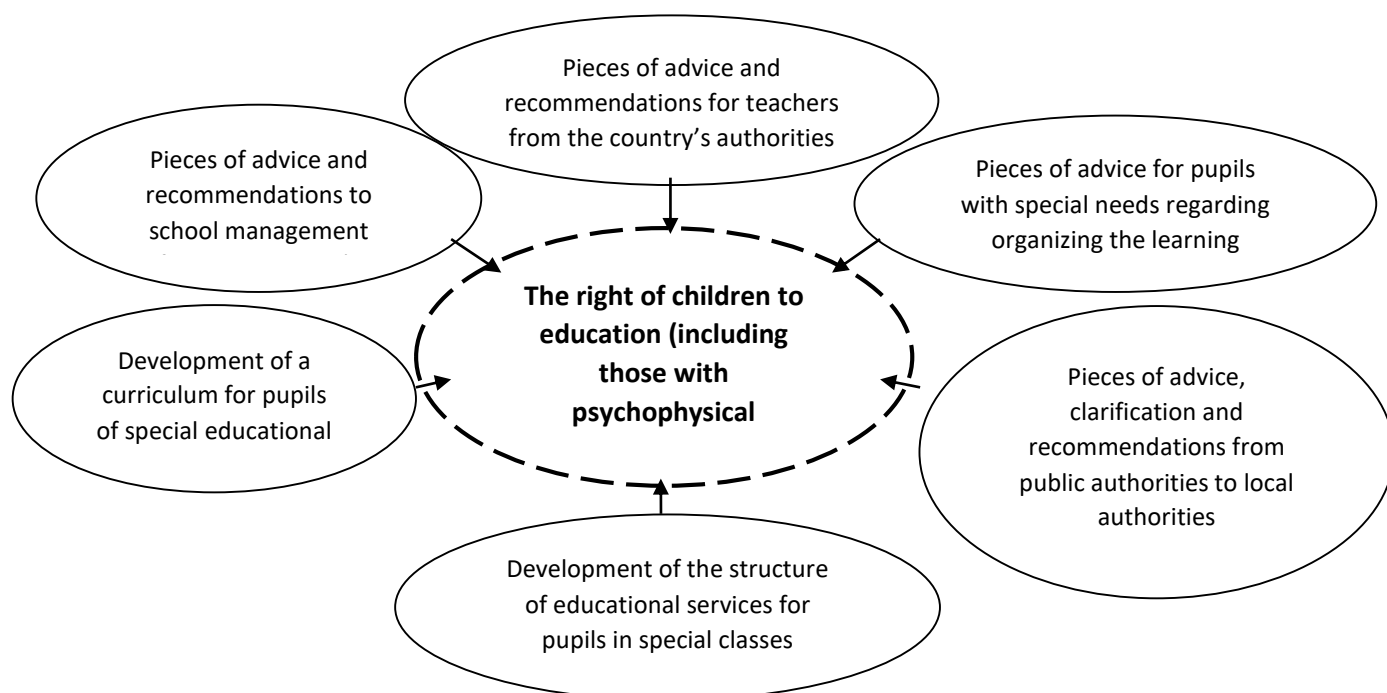 Pieces of advice and
recommendations for teachers
from the country’s authorities
Pieces of advice and
recommendations to
school management
Pieces of advice for pupils
with special needs regarding
organizing the learning
The right of children to
education (including
those with
psychophysical
Development of a
curriculum for pupils
of special educational
Pieces of advice,
clarification and
recommendations from
public authorities to local
authorities
Development of the structure
of educational services for
pupils in special classes